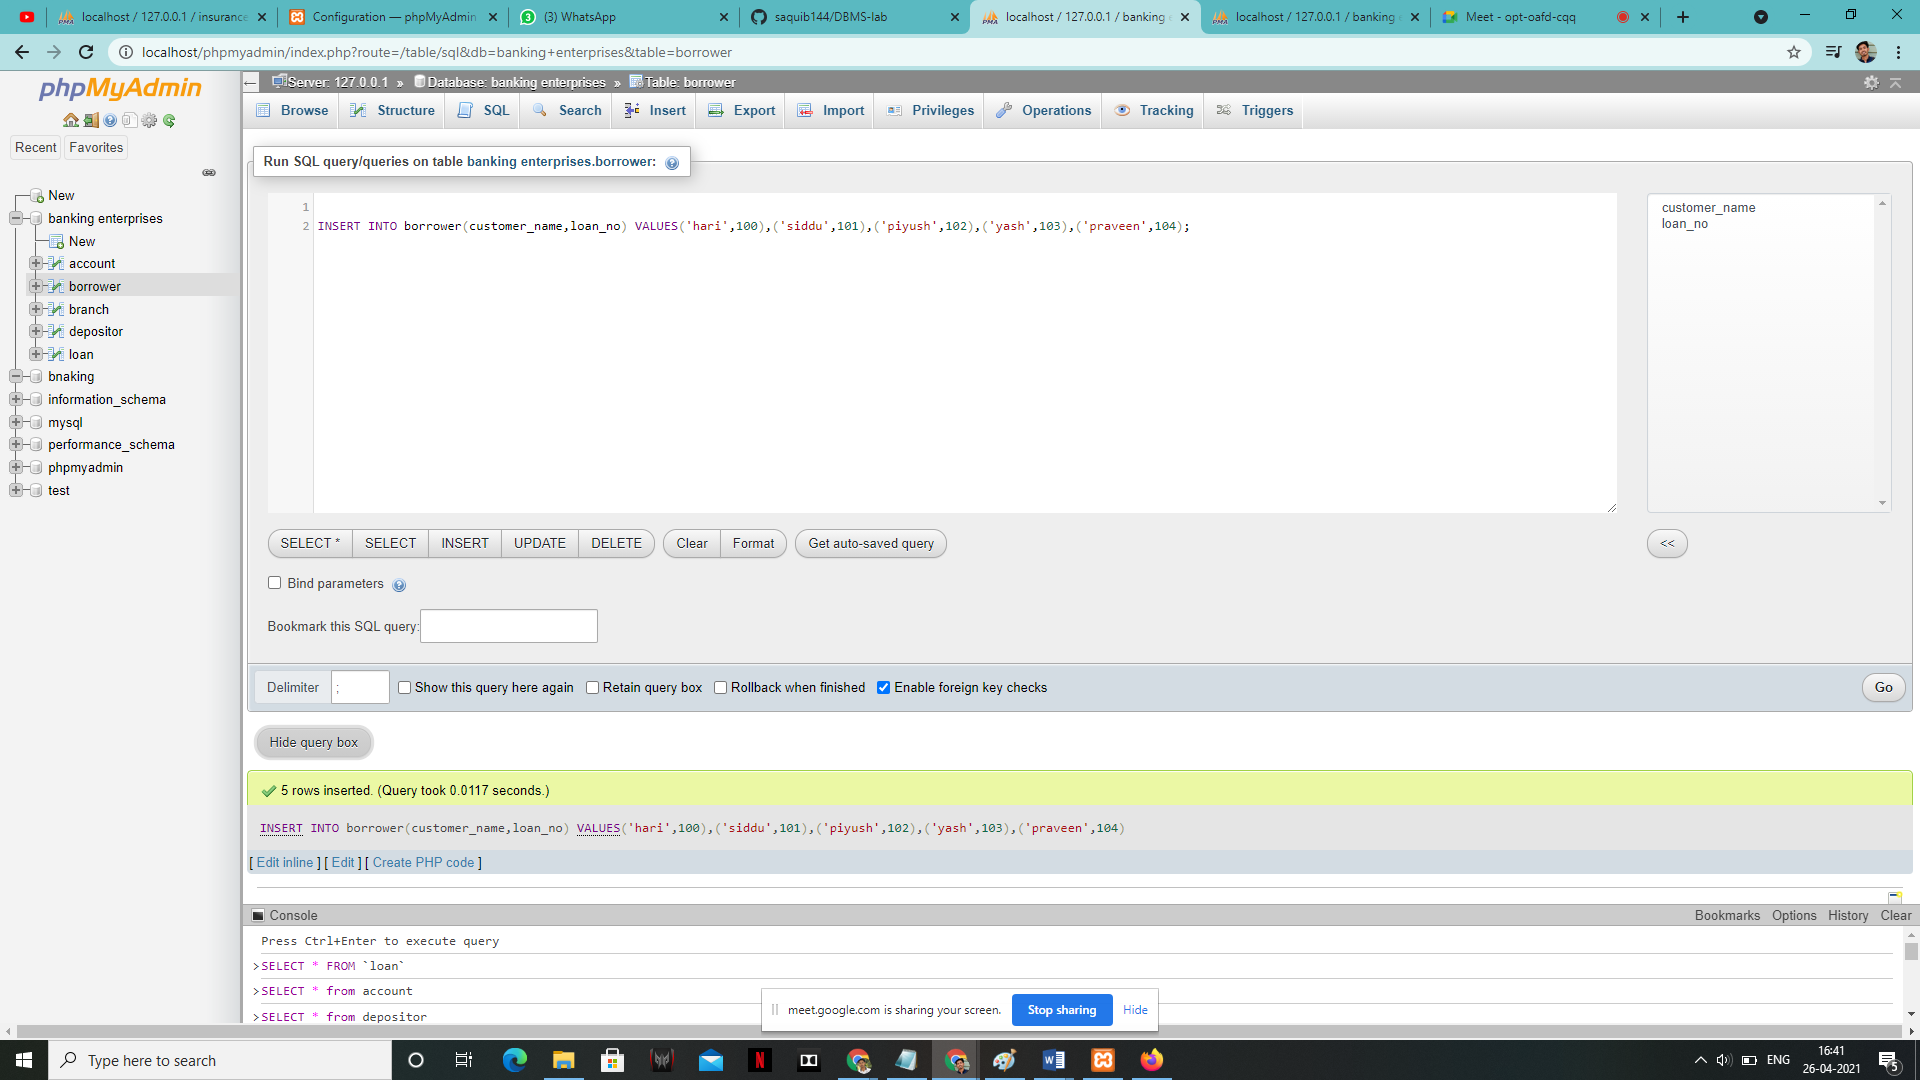 localhost / 127.0.0.1 / insurance
Configuration — phpMyAdmin
(3) WhatsApp
saquib144/DBMS-lab
localhost / 127.0.0.1 / banking
localhost / 127.0.0.1 / banking
Meet - opt-oafd-cqq
localhost/phpmyadmin/index.php?route=/table/sql&db=banking+enterprises&table=borrower
phpMyAdmin
Recent
Favorites
New
banking enterprises
New
account
borrower
branch
depositor
loan
bnaking
information_schema
mysql
performance_schema
phpmyadmin
test
Server: 127.0.0.1 » Database: banking enterprises » Table: borrower
Browse Structure SQL Search Insert Export Import Privileges Operations Tracking Triggers
Run SQL query/queries on table banking enterprises.borrower:
1
2 INSERT INTO borrower(customer_name,loan_no) VALUES('hari',100),('siddu',101),('piyush',102),('yash',103),('praveen',104);
customer_name
loan_no
SELECT * SELECT INSERT UPDATE DELETE Clear Format Get auto-saved query <<
Bind parameters
Bookmark this SQL query:
Delimiter ; Show this query here again Retain query box Rollback when finished Enable foreign key checks Go
Hide query box
5 rows inserted. (Query took 0.0117 seconds.)
INSERT INTO borrower(customer_name,loan_no) VALUES('hari',100),('siddu',101),('piyush',102),('yash',103),('praveen',104)
[ Edit inline ] [ Edit ] [ Create PHP code ]
Console Bookmarks Options History Clear
Press Ctrl+Enter to execute query
>SELECT * FROM `loan`
>SELECT * from account
>SELECT * from depositor
meet.google.com is sharing your screen. Stop sharing Hide
Type here to search
ENG
16:41
26-04-2021
5